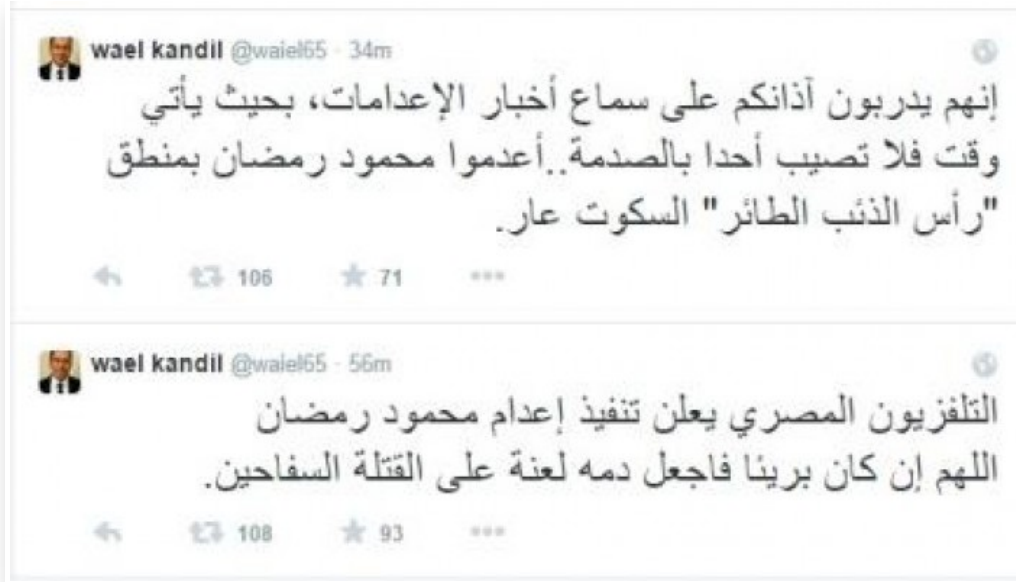 wael kandil @waiel65 · 34m
إنهم يدربون آذانكم على سماع أخبار الإعدامات، بحيث يأتي
وقت فلا تصيب أحدا بالصدمة..أعدموا محمود رمضان بمنطق
"رأس الذئب الطائر" السكوت عار.
106 71
wael kandil @waiel65 · 56m
التلفزيون المصري يعلن تنفيذ إعدام محمود رمضان
اللهم إن كان بريئا فاجعل دمه لعنة على القتلة السفاحين.
108 93